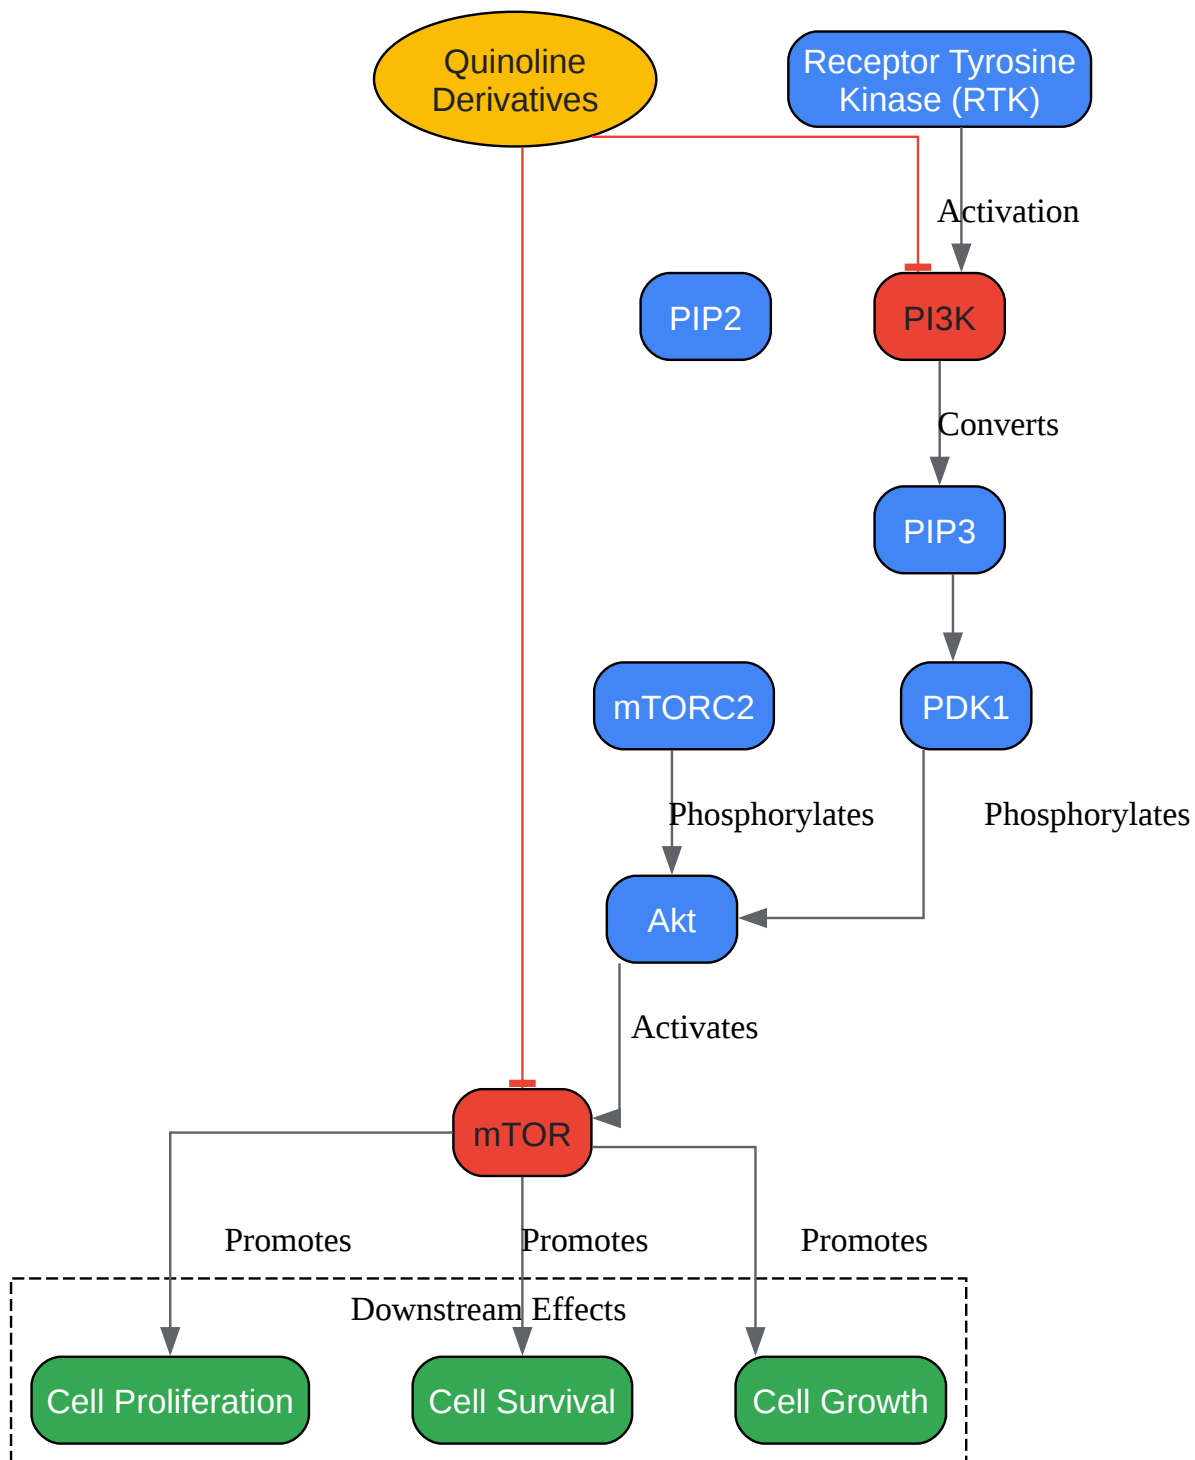 Quinoline
Derivatives
Receptor Tyrosine
Kinase (RTK)
Activation
PIP2
PI3K
Converts
PIP3
mTORC2
PDK1
Phosphorylates
Phosphorylates
Akt
Activates
mTOR
Promotes
Promotes
Promotes
Downstream Effects
Cell Proliferation
Cell Survival
Cell Growth